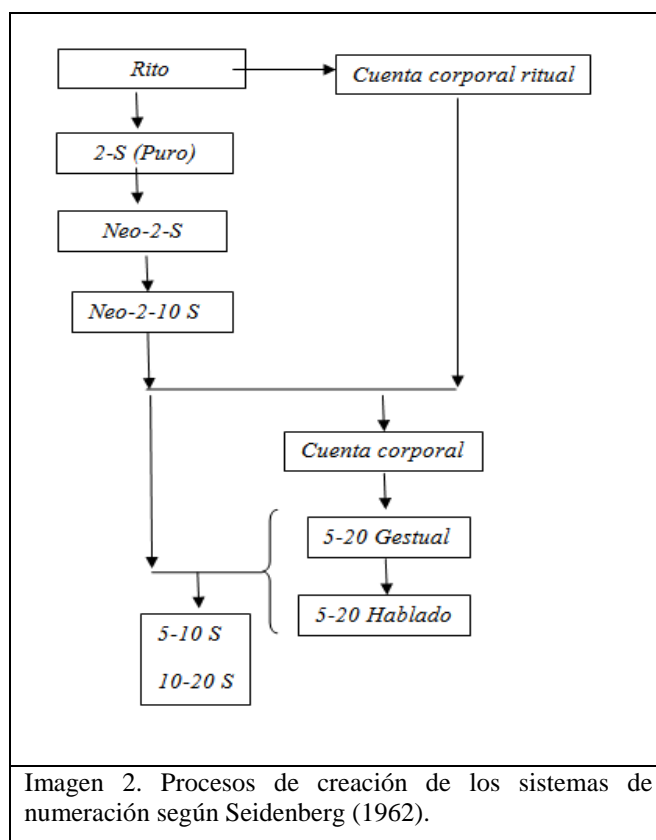 Rito
Cuenta corporal ritual
2-S (Puro)
Neo-2-S
Neo-2-10 S
Cuenta corporal
5-20 Gestual
5-20 Hablado
5-10 S
10-20 S
Imagen 2. Procesos de creación de los sistemas de
numeración según Seidenberg (1962).